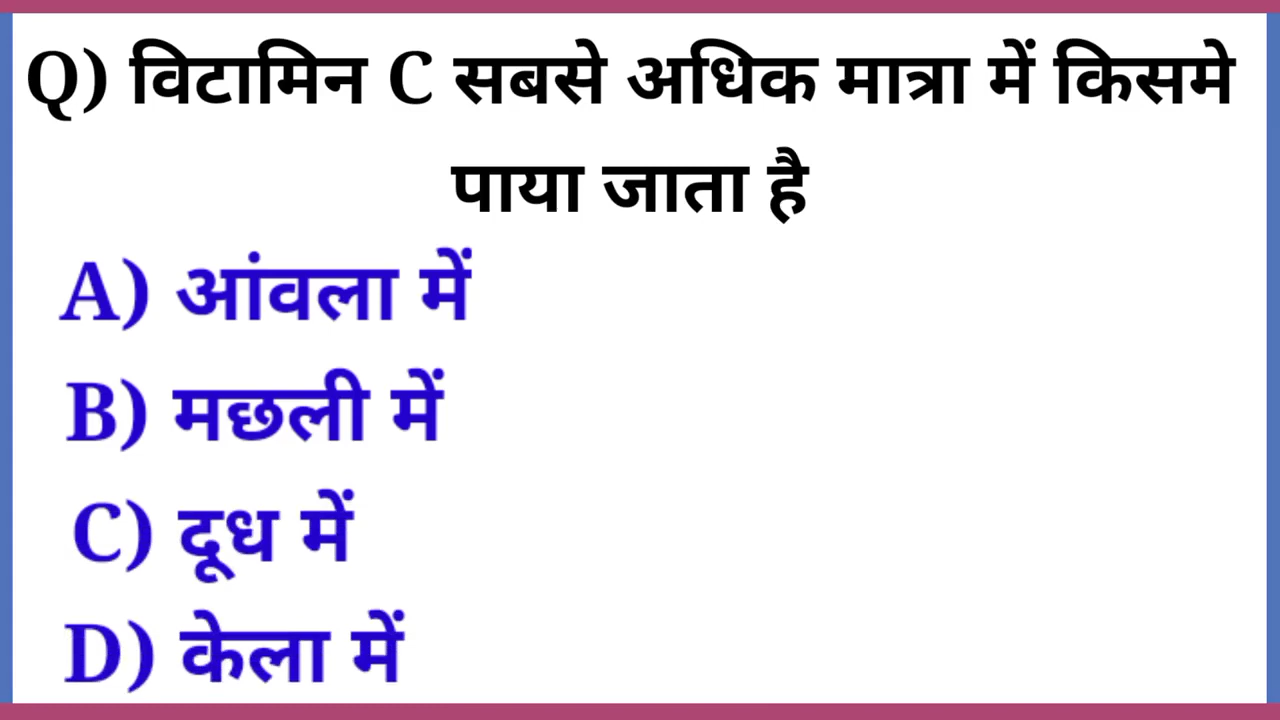 Q) विटामिन C सबसे अधिक मात्रा में किसमे
पाया जाता है
A) आंवला में
B) मछली में
C) दूध में
D) केला में